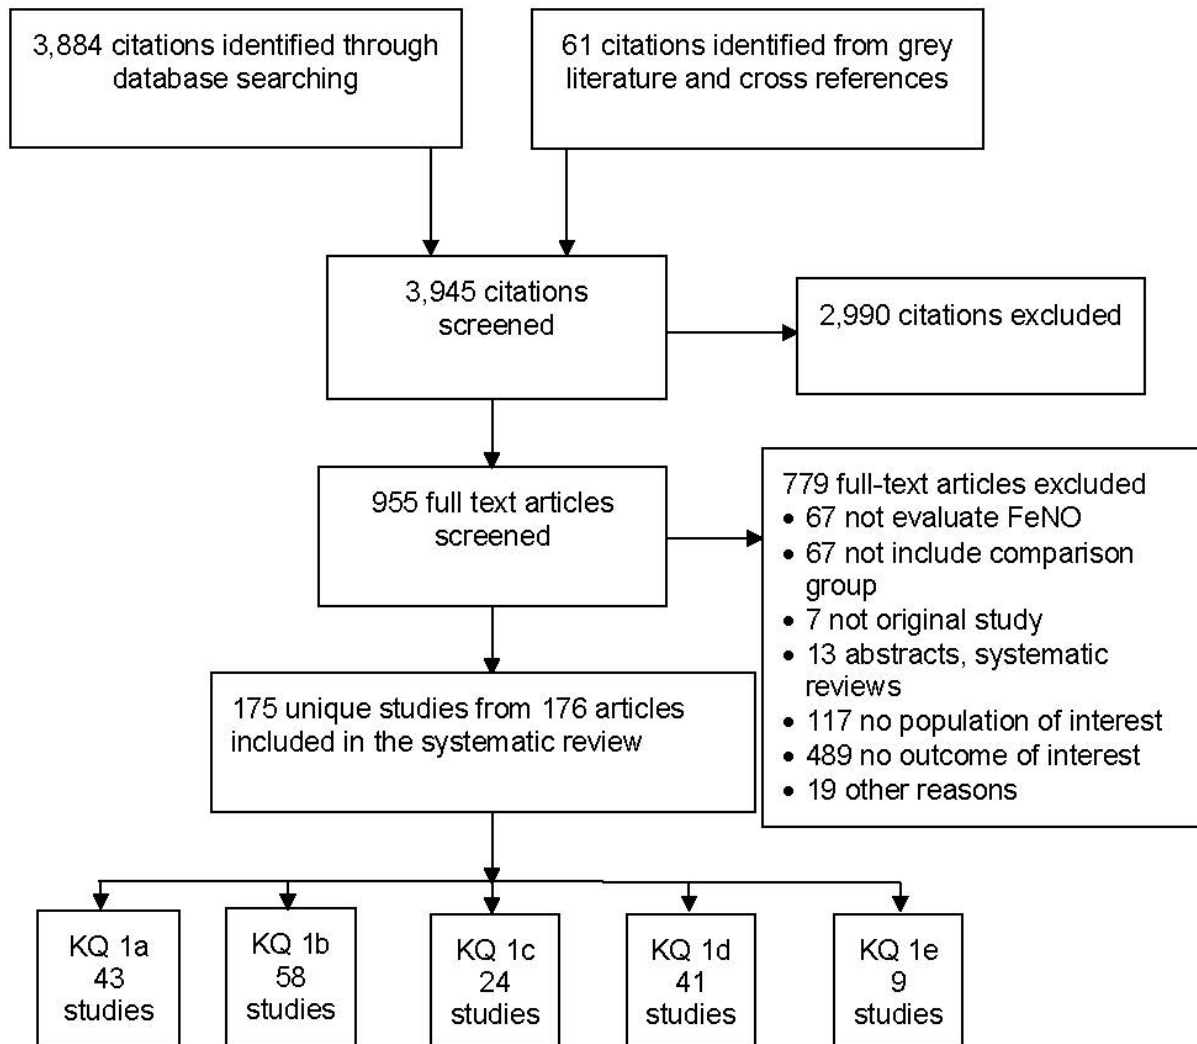 3,884 citations identified through
database searching
61 citations identified from grey
literature and cross references
3,945 citations
screened
2,990 citations excluded
955 full text articles
screened
779 full-text articles excluded
• 67 not evaluate FeNO
• 67 not include comparison
group
• 7 not original study
• 13 abstracts, systematic
reviews
• 117 no population of interest
• 489 no outcome of interest
• 19 other reasons
175 unique studies from 176 articles
included in the systematic review
KQ 1a
43
studies
KQ 1b
58
studies
KQ 1c
24
studies
KQ 1d
41
studies
KQ 1e
9
studies